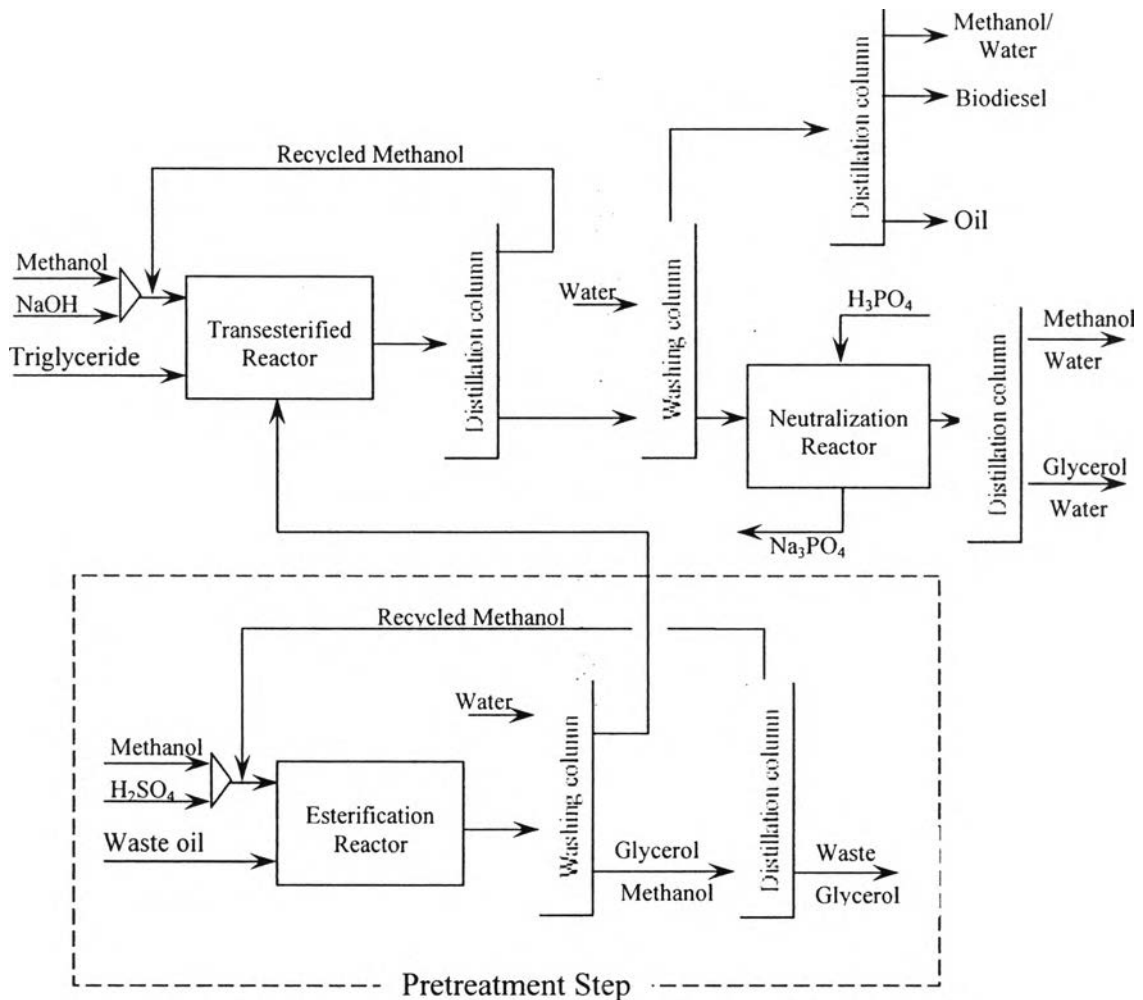 Methanol/
Water
Distillation column
Biodiesel
Oil
Recycled Methanol
Methanol
NaOH
Triglyceride
Transesterified
Reactor
Distillation column
Water
Washing column
H₃PO₄
Neutralization
Reactor
Na₃PO₄
Distillation column
Methanol
Water
Glycerol
Water
Recycled Methanol
Water
Methanol
H₂SO₄
Waste oil
Esterification
Reactor
Washing column
Glycerol
Methanol
Distillation column
Waste
Glycerol
Pretreatment Step